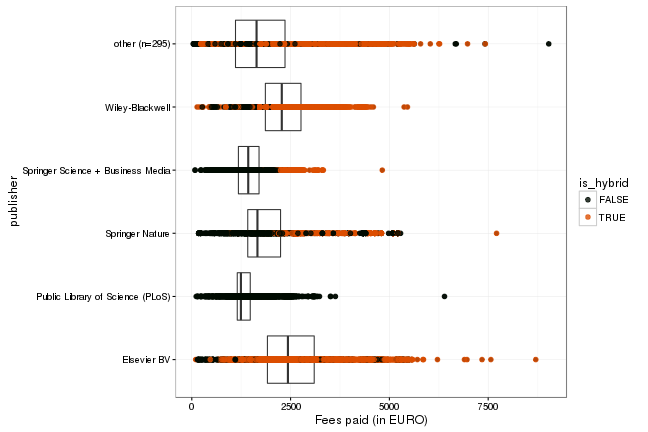 other (n=295)
Wiley-Blackwell
Springer Science + Business Media
Springer Nature
Public Library of Science (PLoS)
Elsevier BV
publisher
0
2500
5000
7500
Fees paid (in EURO)
is_hybrid
FALSE
TRUE